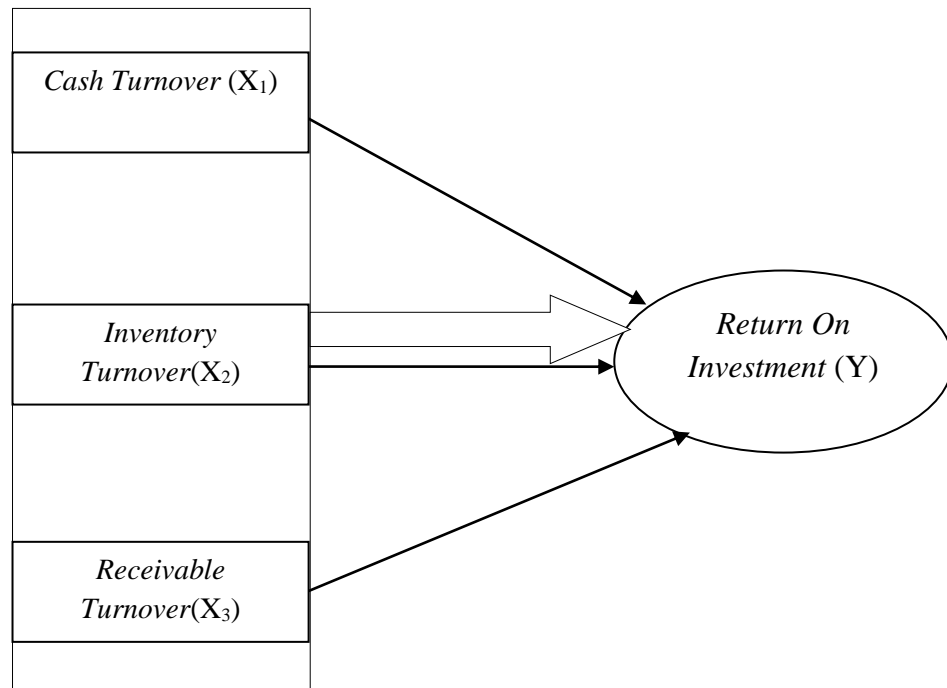 Cash Turnover (X₁)
Inventory
Turnover(X₂)
Return On
Investment (Y)
Receivable
Turnover(X₃)